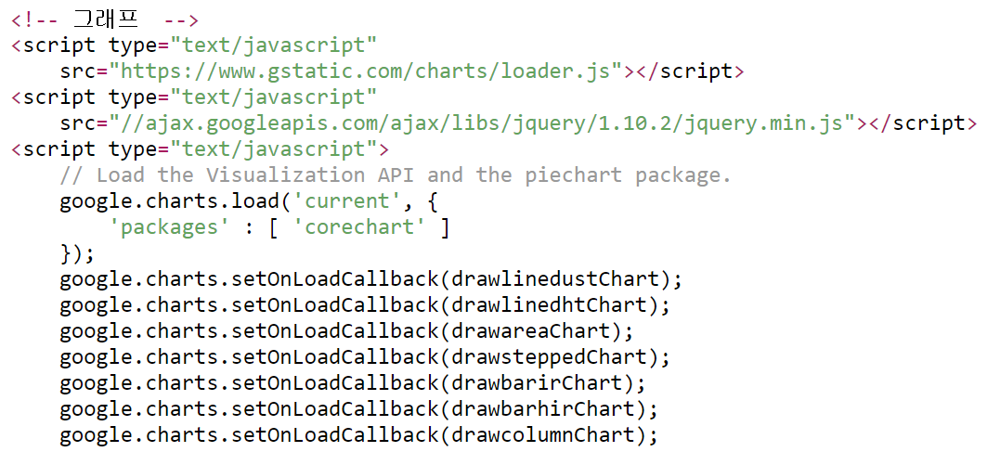 <!-- 그래프  -->
<script type="text/javascript"
    src="https://www.gstatic.com/charts/loader.js"></script>
<script type="text/javascript"
    src="//ajax.googleapis.com/ajax/libs/jquery/1.10.2/jquery.min.js"></script>
<script type="text/javascript">
    // Load the Visualization API and the piechart package.
    google.charts.load('current', {
        'packages' : [ 'corechart' ]
    });
    google.charts.setOnLoadCallback(drawlinedustChart);
    google.charts.setOnLoadCallback(drawlinedhtChart);
    google.charts.setOnLoadCallback(drawareaChart);
    google.charts.setOnLoadCallback(drawsteppedChart);
    google.charts.setOnLoadCallback(drawbarirChart);
    google.charts.setOnLoadCallback(drawbarhirChart);
    google.charts.setOnLoadCallback(drawcolumnChart);